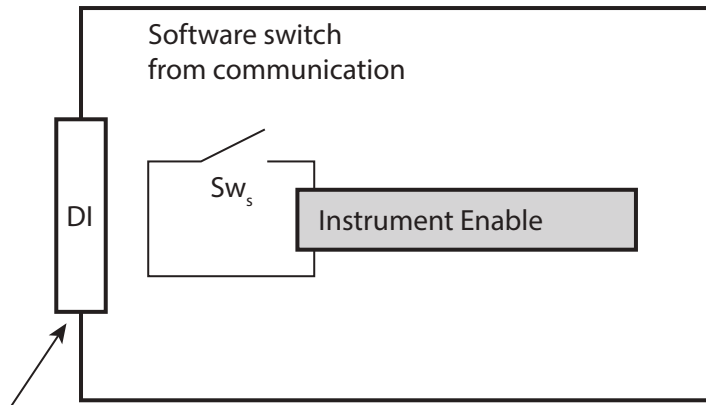 Software switch
from communication
Swₛ
DI
Instrument Enable